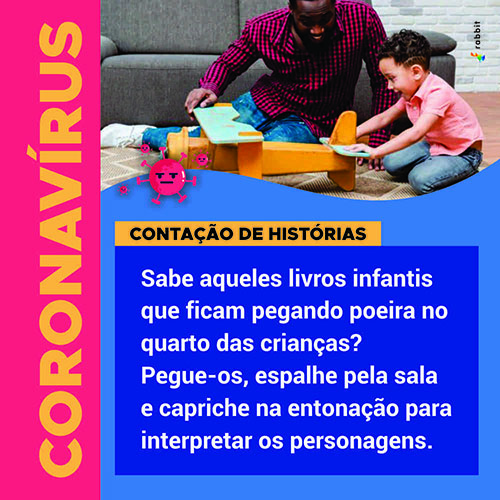 CORONAVÍRUS
rabbit
CONTAÇÃO DE HISTÓRIAS
Sabe aqueles livros infantis
que ficam pegando poeira no
quarto das crianças?
Pegue-os, espalhe pela sala
e capriche na entonação para
interpretar os personagens.